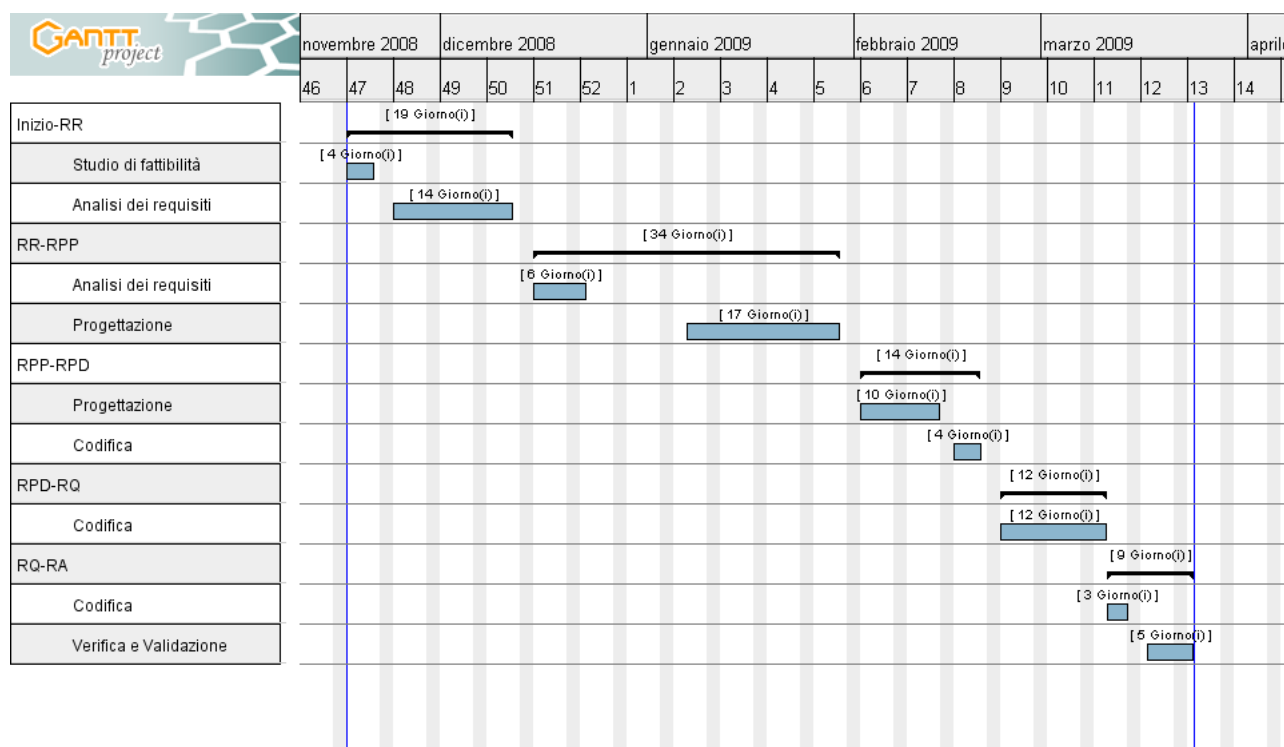 GANTT project
novembre 2008 dicembre 2008 gennaio 2009 febbraio 2009 marzo 2009 aprile
46 47 48 49 50 51 52 1 2 3 4 5 6 7 8 9 10 11 12 13 14
Inizio-RR [ 19 Giorno(i) ]
Studio di fattibilità [ 4 Giorno(i) ]
Analisi dei requisiti [ 14 Giorno(i) ]
RR-RPP [ 34 Giorno(i) ]
Analisi dei requisiti [ 6 Giorno(i) ]
Progettazione [ 17 Giorno(i) ]
RPP-RPD [ 14 Giorno(i) ]
Progettazione [ 10 Giorno(i) ]
Codifica [ 4 Giorno(i) ]
RPD-RQ [ 12 Giorno(i) ]
Codifica [ 12 Giorno(i) ]
RQ-RA [ 9 Giorno(i) ]
Codifica [ 3 Giorno(i) ]
Verifica e Validazione [ 5 Giorno(i) ]